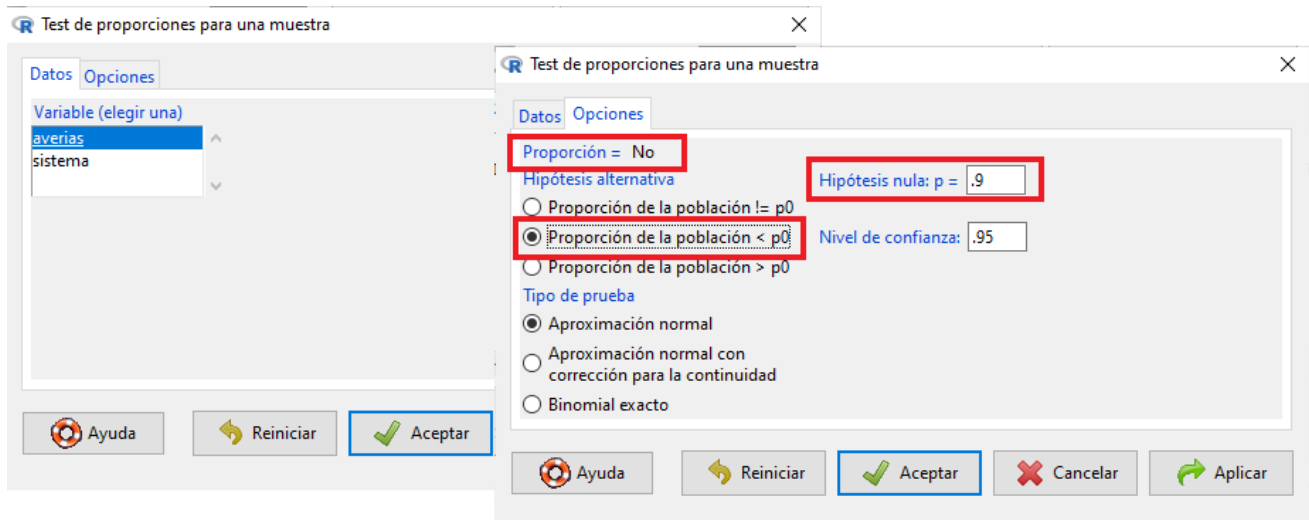 Test de proporciones para una muestra
Datos Opciones
Variable (elegir una)
averias
sistema
Ayuda Reiniciar Aceptar
Test de proporciones para una muestra
Datos Opciones
Proporción = No
Hipótesis alternativa Hipótesis nula: p = .9
Proporción de la población != p0
Proporción de la población < p0 Nivel de confianza: .95
Proporción de la población > p0
Tipo de prueba
Aproximación normal
Aproximación normal con
corrección para la continuidad
Binomial exacto
Ayuda Reiniciar Aceptar Cancelar Aplicar